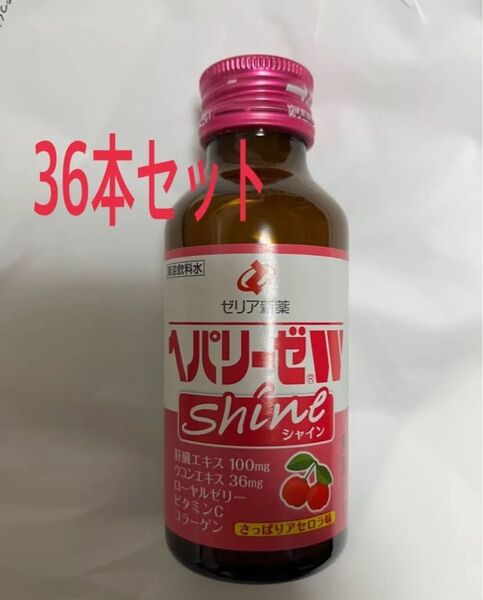 36本セット
清涼飲料水
ゼリア新薬
ヘパリーゼW®
shine
シャイン
肝臓エキス 100mg
ウコンエキス 36mg
ローヤルゼリー
ビタミンC
コラーゲン
さっぱりアセロラ味